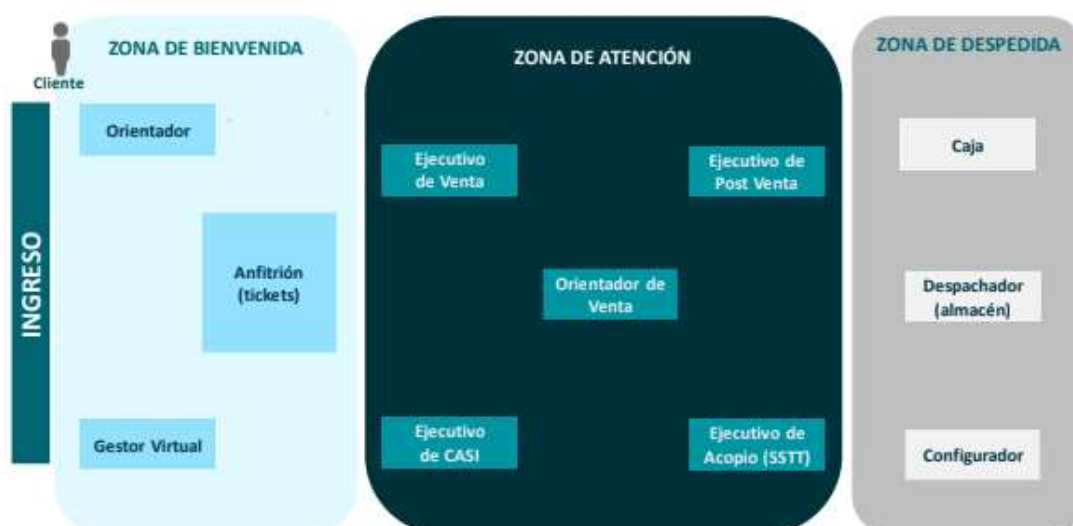 Cliente
INGRESO
ZONA DE BIENVENIDA
Orientador
Anfitrión
(tickets)
Gestor Virtual
ZONA DE ATENCIÓN
Ejecutivo
de Venta
Ejecutivo de
Post Venta
Orientador de
Venta
Ejecutivo
de CASI
Ejecutivo de
Acopio (SSTT)
ZONA DE DESPEDIDA
Caja
Despachador
(almacén)
Configurador